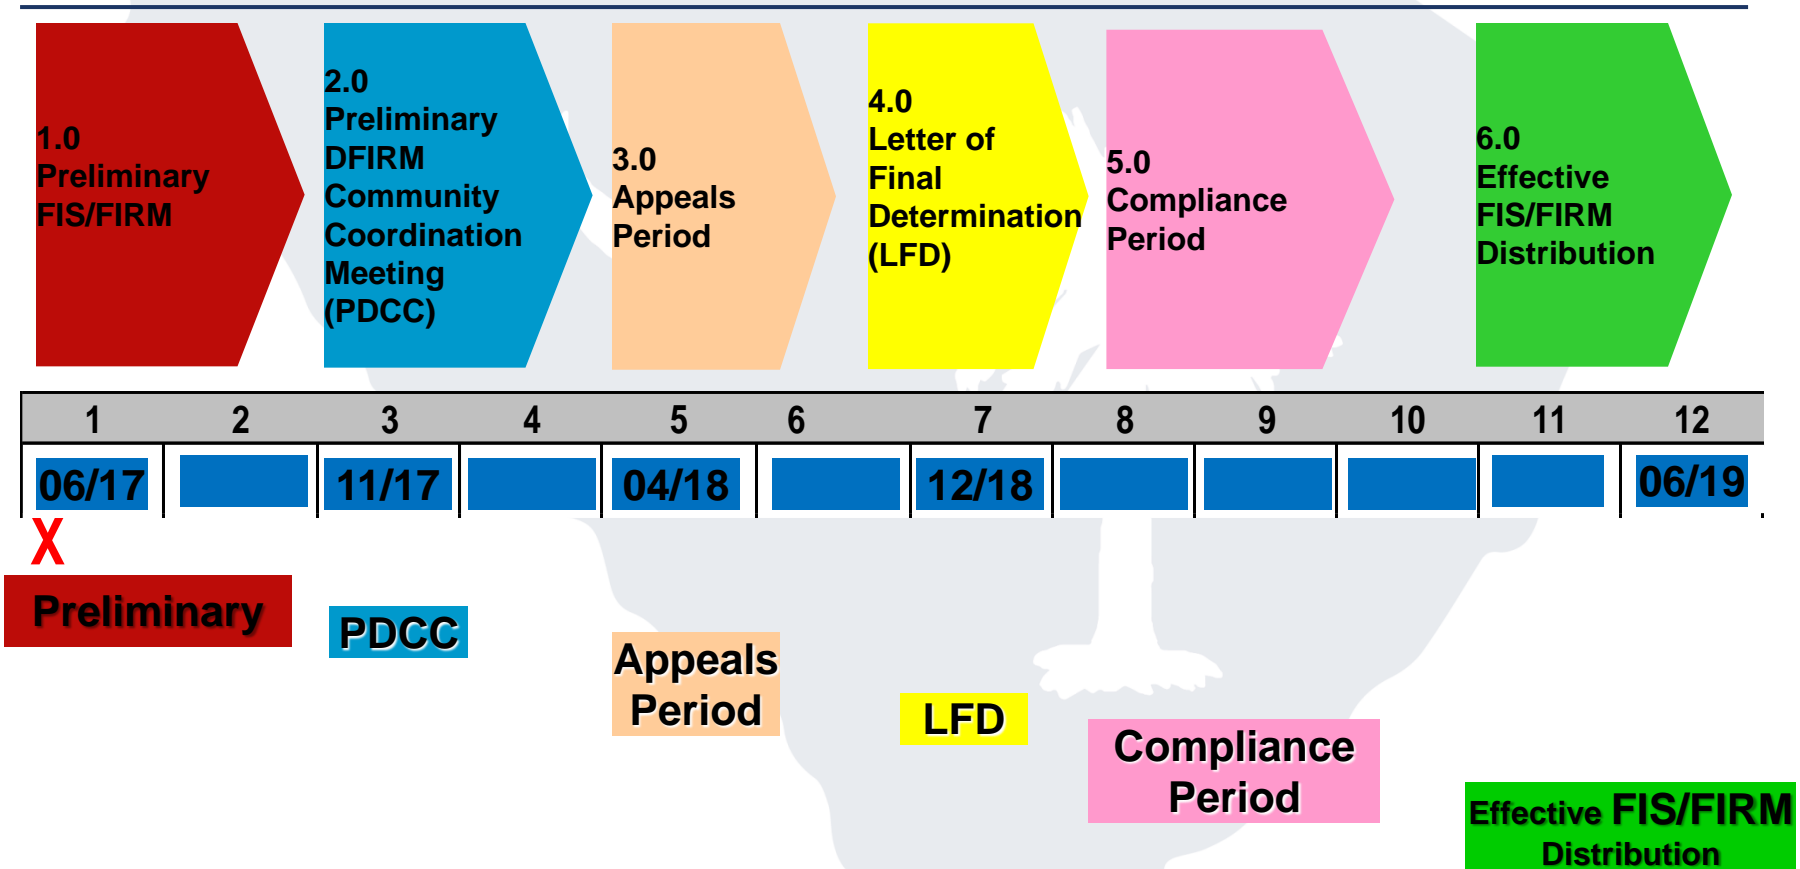 1.0
Preliminary
FIS/FIRM
2.0
Preliminary
DFIRM
Community
Coordination
Meeting
(PDCC)
3.0
Appeals
Period
4.0
Letter of
Final
Determination
(LFD)
5.0
Compliance
Period
6.0
Effective
FIS/FIRM
Distribution
1 2 3 4 5 6 7 8 9 10 11 12
06/17 11/17 04/18 12/18 06/19
X
Preliminary
PDCC
Appeals
Period
LFD
Compliance
Period
Effective FIS/FIRM
Distribution